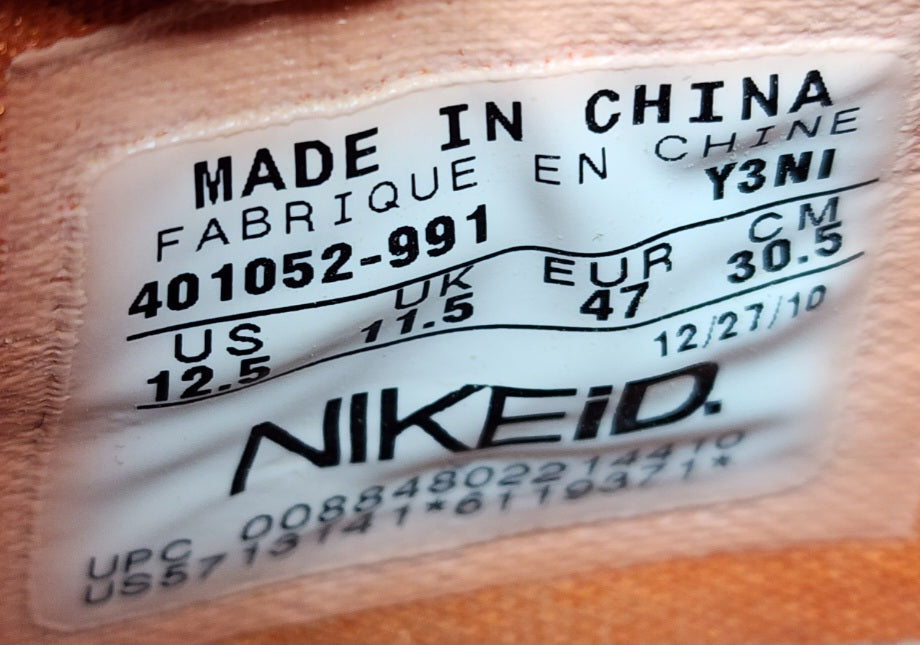 MADE IN CHINA
FABRIQUE EN CHINE
401052-991 Y3NI
US UK EUR CM
12.5 11.5 47 30.5
12/27/10
NIKEiD.
UPC 00884802214410
US5713141*6119371*